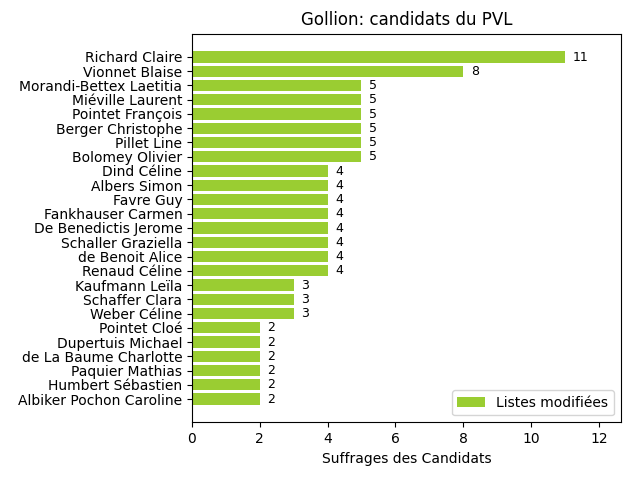 Gollion: candidats du PVL
Richard Claire 11
Vionnet Blaise 8
Morandi-Bettex Laetitia 5
Miéville Laurent 5
Pointet François 5
Berger Christophe 5
Pillet Line 5
Bolomey Olivier 5
Dind Céline 4
Albers Simon 4
Favre Guy 4
Fankhauser Carmen 4
De Benedictis Jerome 4
Schaller Graziella 4
de Benoit Alice 4
Renaud Céline 4
Kaufmann Leïla 3
Schaffer Clara 3
Weber Céline 3
Pointet Cloé 2
Dupertuis Michael 2
de La Baume Charlotte 2
Paquier Mathias 2
Humbert Sébastien 2
Albiker Pochon Caroline 2
Listes modifiées
0 2 4 6 8 10 12
Suffrages des Candidats